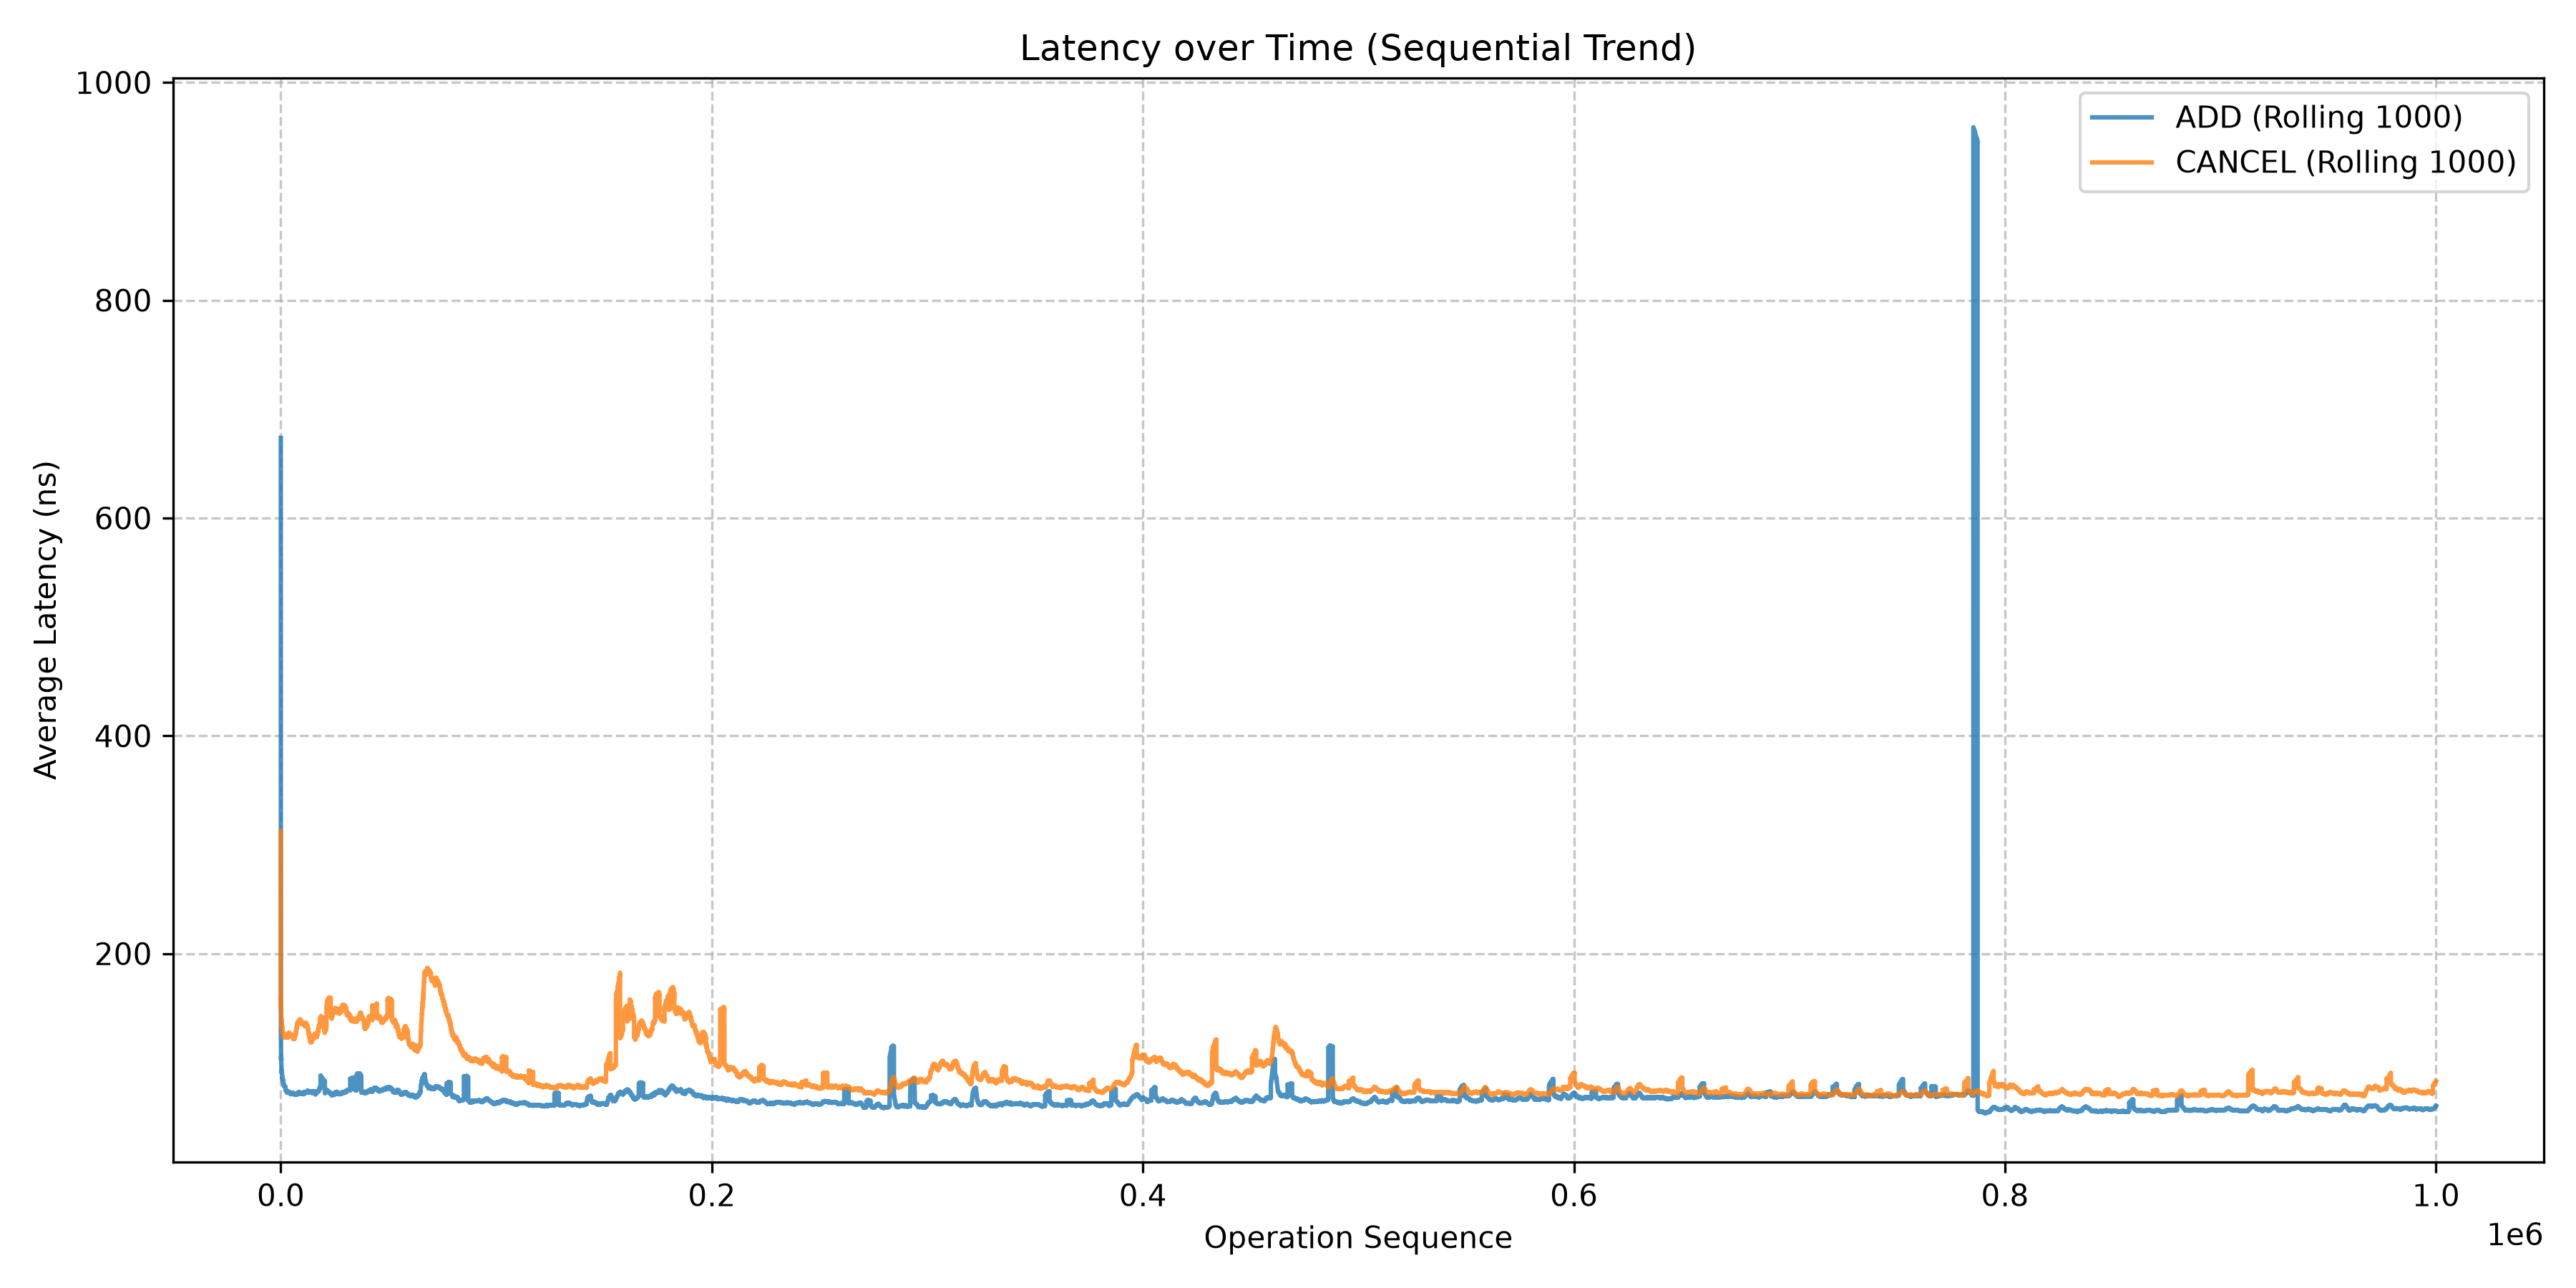 Latency over Time (Sequential Trend)
1000
800
600
400
200
Average Latency (ns)
ADD (Rolling 1000)
CANCEL (Rolling 1000)
0.0
0.2
0.4
0.6
0.8
1.0
1e6
Operation Sequence